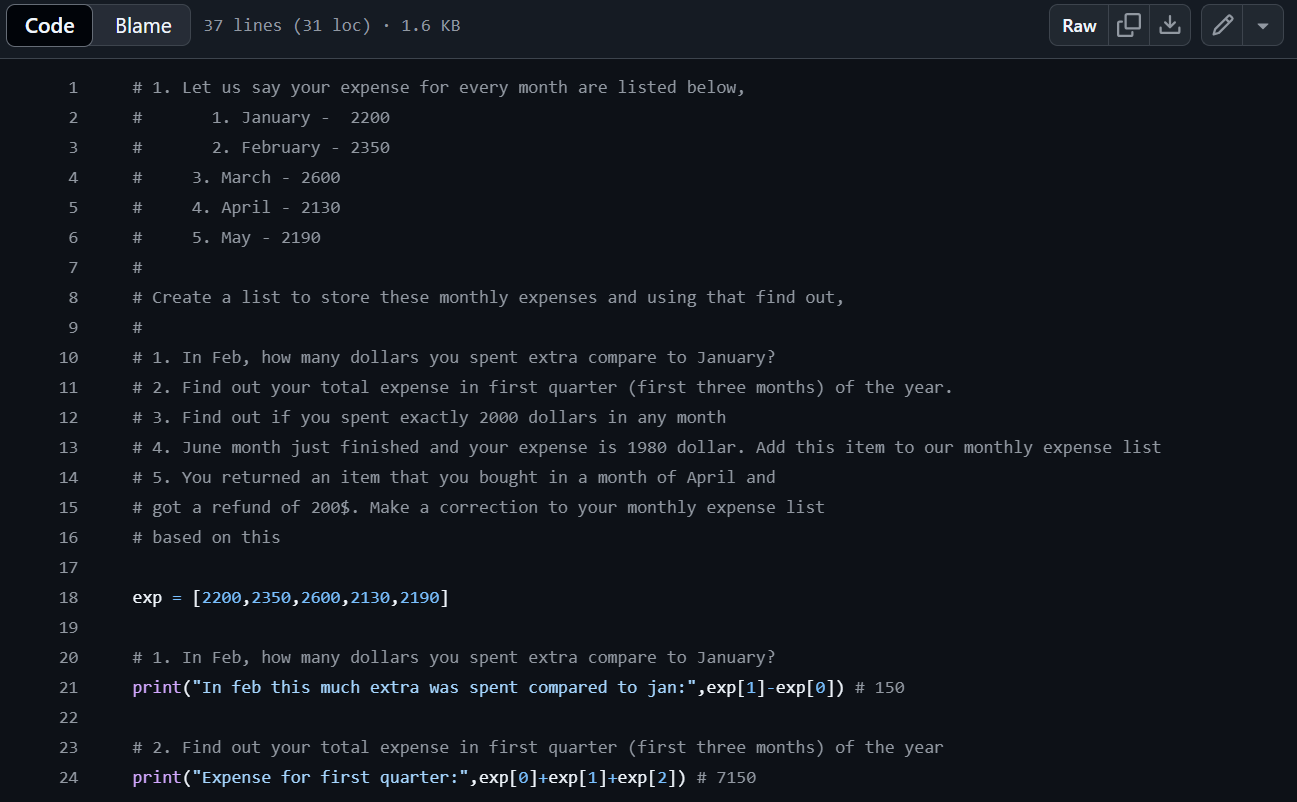 Code Blame 37 lines (31 loc) · 1.6 KB Raw
1 # 1. Let us say your expense for every month are listed below,
2 #       1. January -  2200
3 #       2. February - 2350
4 #     3. March - 2600
5 #     4. April - 2130
6 #     5. May - 2190
7 #
8 # Create a list to store these monthly expenses and using that find out,
9 #
10 # 1. In Feb, how many dollars you spent extra compare to January?
11 # 2. Find out your total expense in first quarter (first three months) of the year.
12 # 3. Find out if you spent exactly 2000 dollars in any month
13 # 4. June month just finished and your expense is 1980 dollar. Add this item to our monthly expense list
14 # 5. You returned an item that you bought in a month of April and
15 # got a refund of 200$. Make a correction to your monthly expense list
16 # based on this
17
18 exp = [2200,2350,2600,2130,2190]
19
20 # 1. In Feb, how many dollars you spent extra compare to January?
21 print("In feb this much extra was spent compared to jan:",exp[1]-exp[0]) # 150
22
23 # 2. Find out your total expense in first quarter (first three months) of the year
24 print("Expense for first quarter:",exp[0]+exp[1]+exp[2]) # 7150